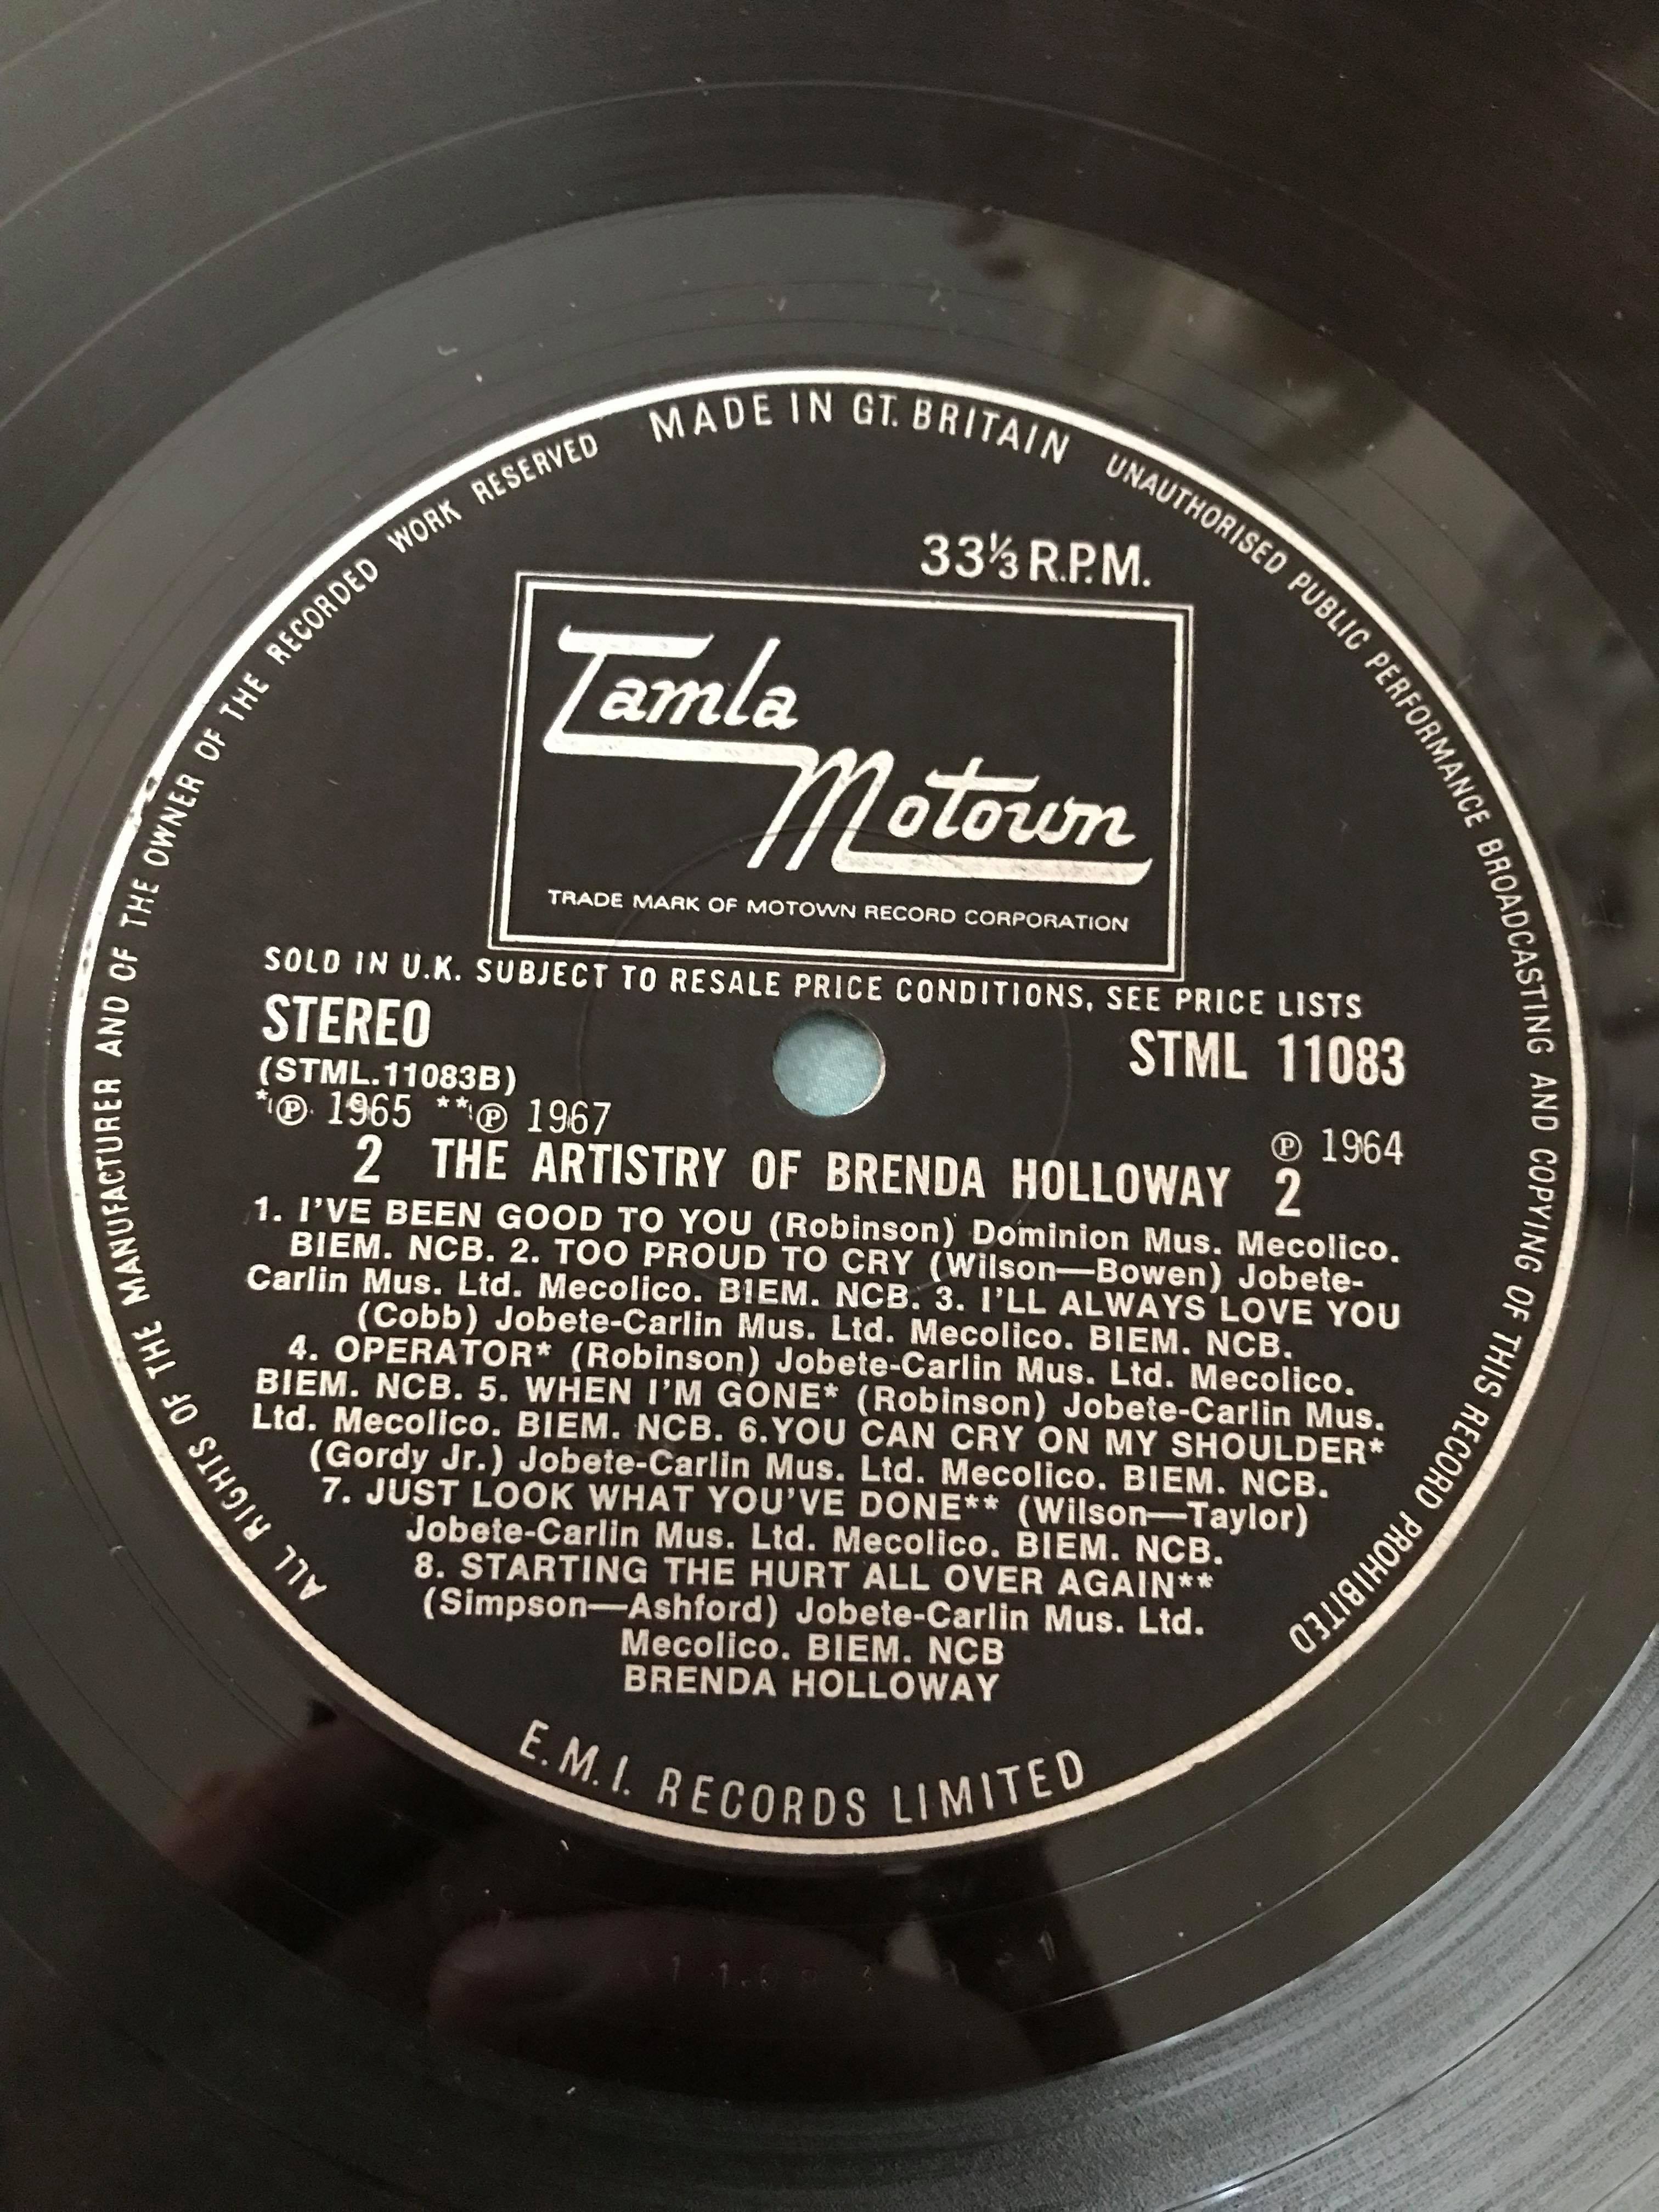 MADE IN GT. BRITAIN
UNAUTHORISED PUBLIC PERFORMANCE BROADCASTING AND COPYING OF THIS RECORD PROHIBITED
ALL RIGHTS OF THE MANUFACTURER AND OF THE OWNER OF THE RECORDED WORK RESERVED
33⅓ R.P.M.
Tamla
Motown
TRADE MARK OF MOTOWN RECORD CORPORATION
SOLD IN U.K. SUBJECT TO RESALE PRICE CONDITIONS, SEE PRICE LISTS
STEREO
STML 11083
(STML.11083B)
*℗ 1965 **℗ 1967
℗ 1964
2 THE ARTISTRY OF BRENDA HOLLOWAY 2
1. I'VE BEEN GOOD TO YOU (Robinson) Dominion Mus. Mecolico.
BIEM. NCB. 2. TOO PROUD TO CRY (Wilson—Bowen) Jobete-
Carlin Mus. Ltd. Mecolico. BIEM. NCB. 3. I'LL ALWAYS LOVE YOU
(Cobb) Jobete-Carlin Mus. Ltd. Mecolico. BIEM. NCB.
4. OPERATOR* (Robinson) Jobete-Carlin Mus. Ltd. Mecolico.
BIEM. NCB. 5. WHEN I'M GONE* (Robinson) Jobete-Carlin Mus.
Ltd. Mecolico. BIEM. NCB. 6.YOU CAN CRY ON MY SHOULDER*
(Gordy Jr.) Jobete-Carlin Mus. Ltd. Mecolico. BIEM. NCB.
7. JUST LOOK WHAT YOU'VE DONE** (Wilson—Taylor)
Jobete-Carlin Mus. Ltd. Mecolico. BIEM. NCB.
8. STARTING THE HURT ALL OVER AGAIN**
(Simpson—Ashford) Jobete-Carlin Mus. Ltd.
Mecolico. BIEM. NCB
BRENDA HOLLOWAY
E.M.I. RECORDS LIMITED